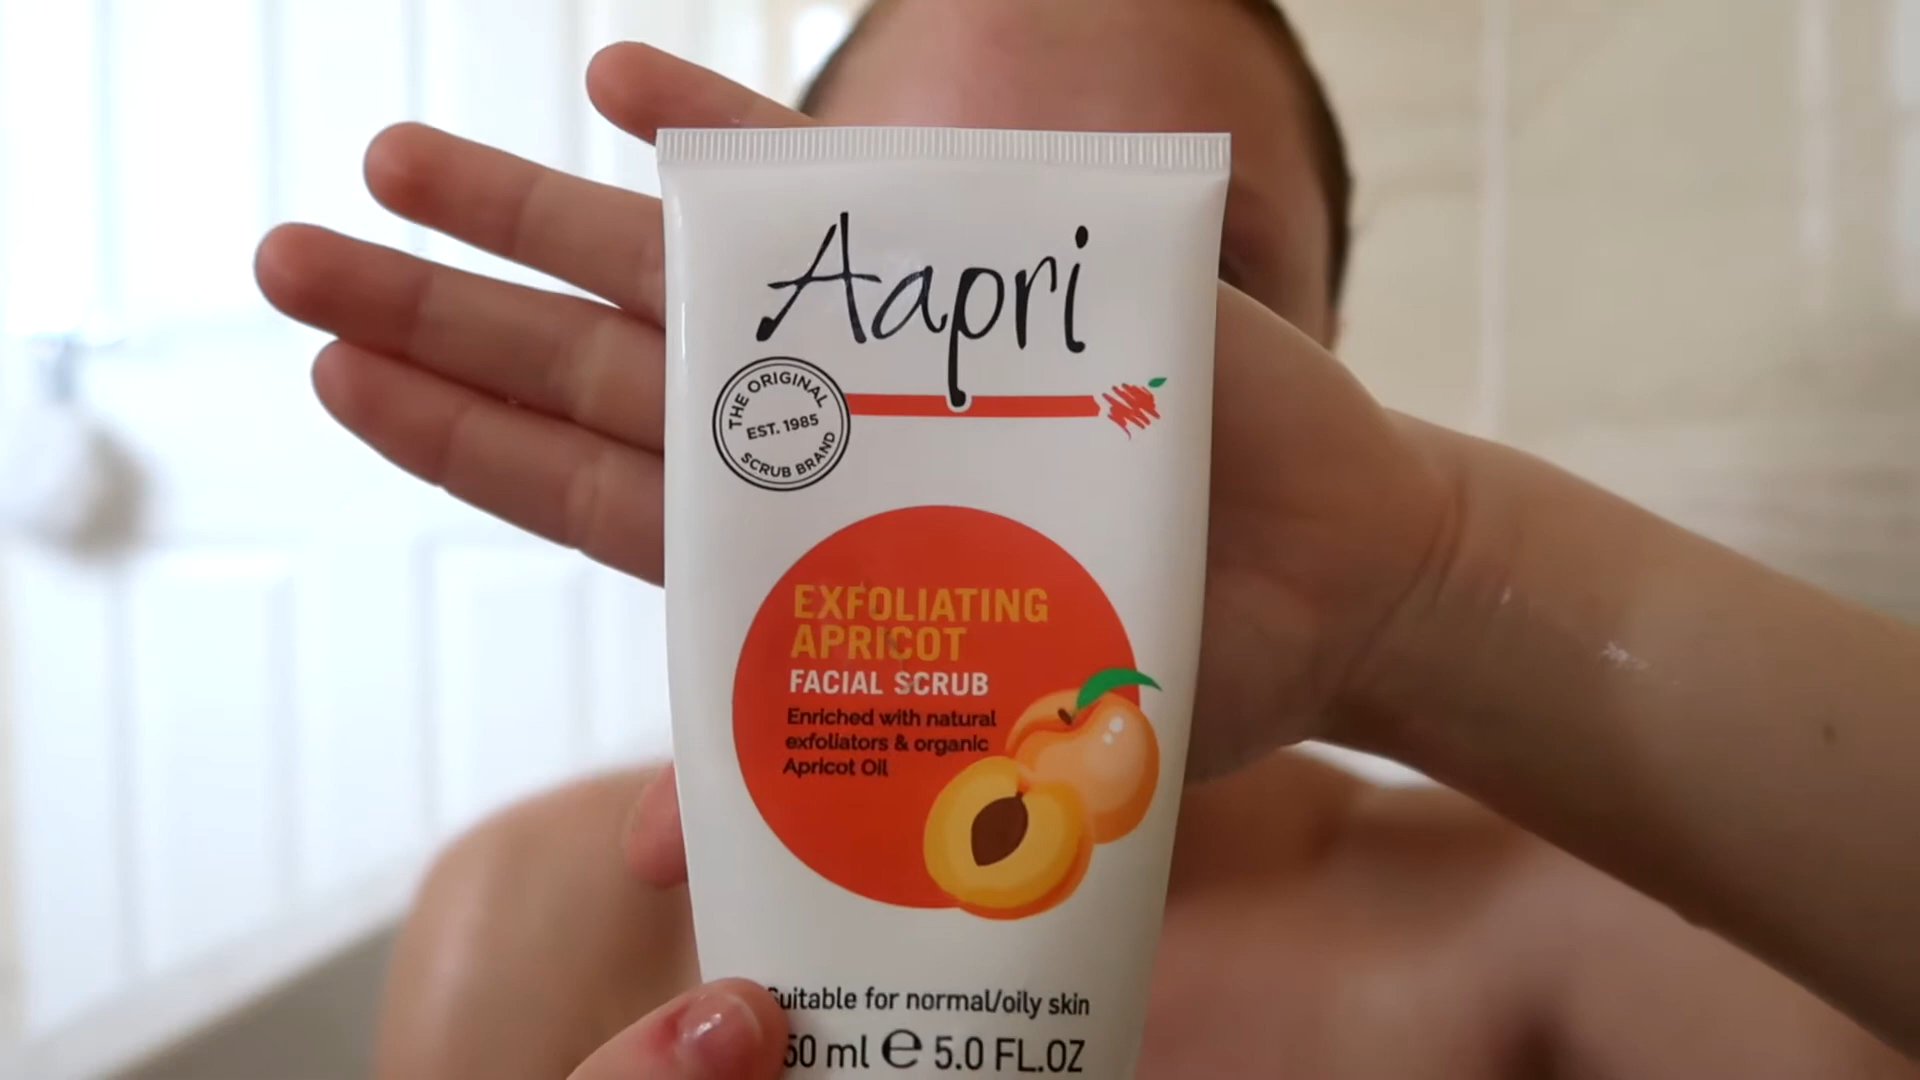 Aapri
THE ORIGINAL
EST. 1985
SCRUB BRAND
EXFOLIATING
APRICOT
FACIAL SCRUB
Enriched with natural
exfoliators & organic
Apricot Oil
Suitable for normal/oily skin
50 ml e 5.0 FL.OZ